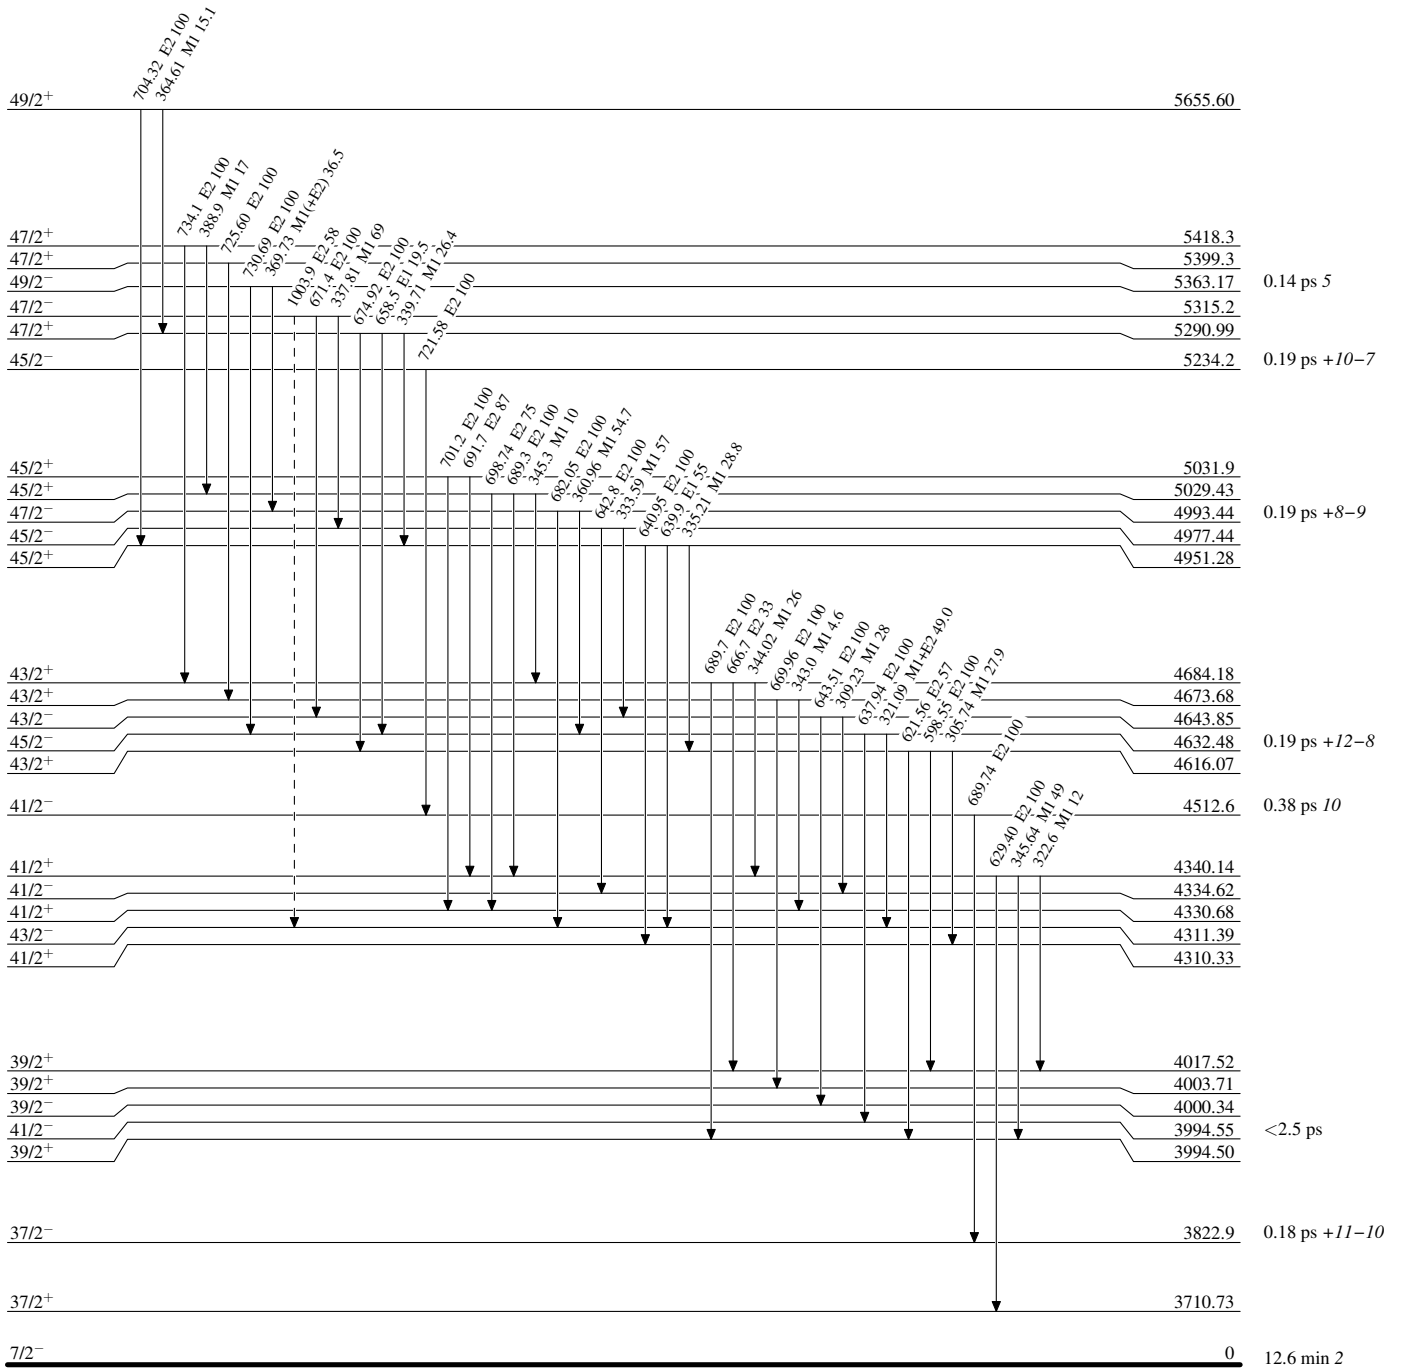 704.32 E2 100
364.61 M1 15.1
49/2+ 5655.60
734.1 E2 100
388.9 M1 17
725.60 E2 100
730.69 E2 100
369.73 M1(+E2) 36.5
1003.9 E2 58
671.4 E2 100
337.81 M1 69
674.92 E2 100
658.5 E1 19.5
339.71 M1 26.4
721.58 E2 100
47/2+ 5418.3
47/2+ 5399.3
49/2− 5363.17 0.14 ps 5
47/2− 5315.2
47/2+ 5290.99
45/2− 5234.2 0.19 ps +10−7
701.2 E2 100
691.7 E2 87
698.74 E2 75
689.3 E2 100
345.3 M1 10
682.05 E2 100
360.96 M1 54.7
642.8 E2 100
333.59 M1 57
640.95 E2 100
639.9 E1 55
335.21 M1 28.8
45/2+ 5031.9
45/2+ 5029.43
47/2− 4993.44 0.19 ps +8−9
45/2− 4977.44
45/2+ 4951.28
689.7 E2 100
666.7 E2 33
344.02 M1 26
669.96 E2 100
343.0 M1 4.6
643.51 E2 100
309.23 M1 28
637.94 E2 100
321.09 M1+E2 49.0
621.56 E2 57
598.55 E2 100
305.74 M1 27.9
689.74 E2 100
43/2+ 4684.18
43/2+ 4673.68
43/2− 4643.85
45/2− 4632.48 0.19 ps +12−8
43/2+ 4616.07
41/2− 4512.6 0.38 ps 10
629.40 E2 100
345.64 M1 49
322.6 M1 12
41/2+ 4340.14
41/2− 4334.62
41/2+ 4330.68
43/2− 4311.39
41/2+ 4310.33
39/2+ 4017.52
39/2+ 4003.71
39/2− 4000.34
41/2− 3994.55 <2.5 ps
39/2+ 3994.50
37/2− 3822.9 0.18 ps +11−10
37/2+ 3710.73
7/2− 0 12.6 min 2